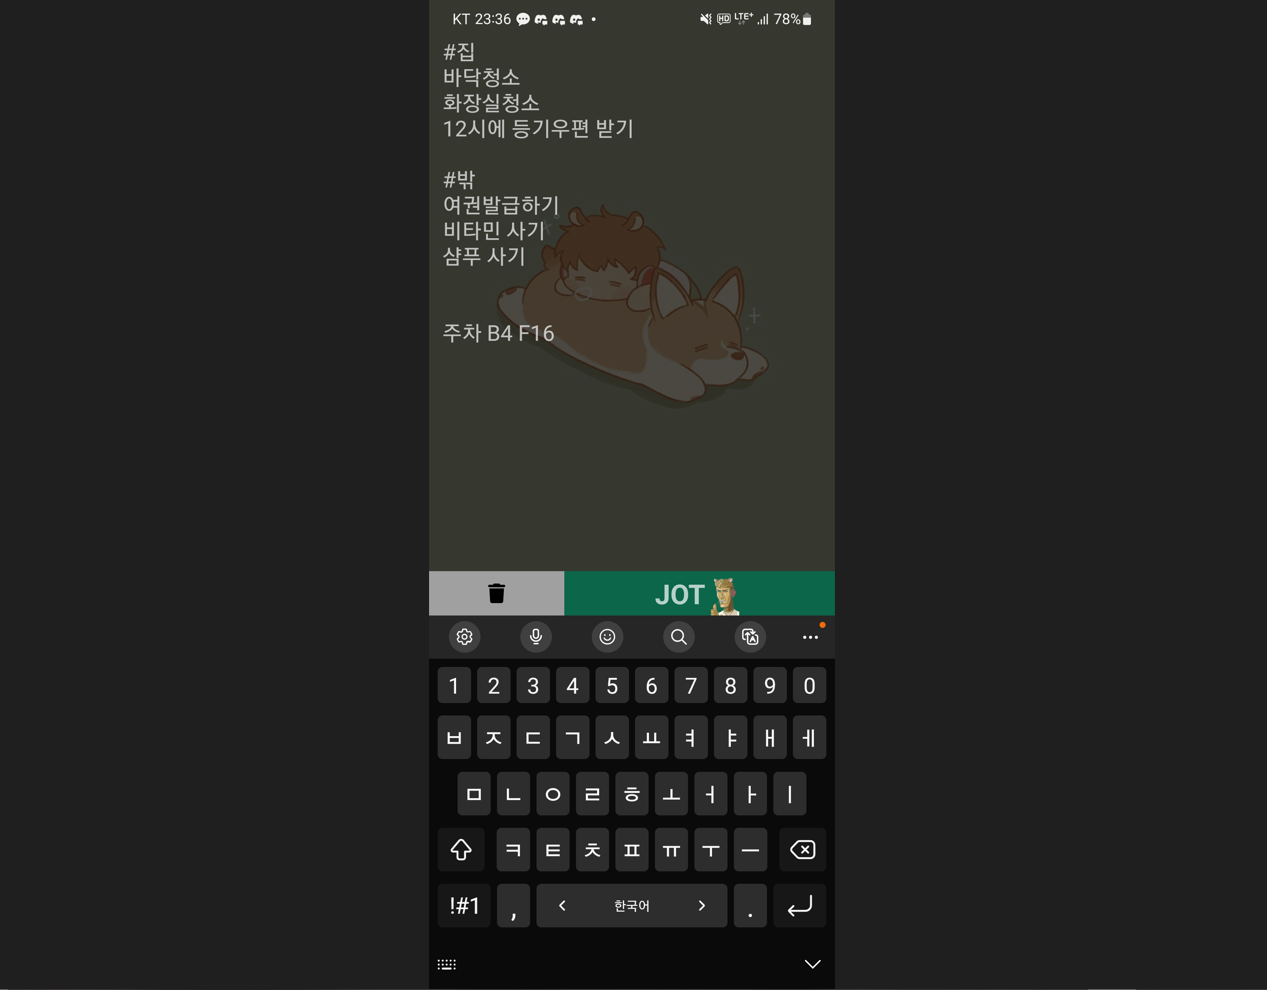 KT 23:36 HD LTE+ 78%
#집
바닥청소
화장실청소
12시에 등기우편 받기
#밖
여권발급하기
비타민 사기
샴푸 사기
주차 B4 F16
JOT
1 2 3 4 5 6 7 8 9 0
ㅂ ㅈ ㄷ ㄱ ㅅ ㅛ ㅕ ㅑ ㅐ ㅔ
ㅁ ㄴ ㅇ ㄹ ㅎ ㅗ ㅓ ㅏ ㅣ
ㅋ ㅌ ㅊ ㅍ ㅠ ㅜ ㅡ
!#1 , < 한국어 > .